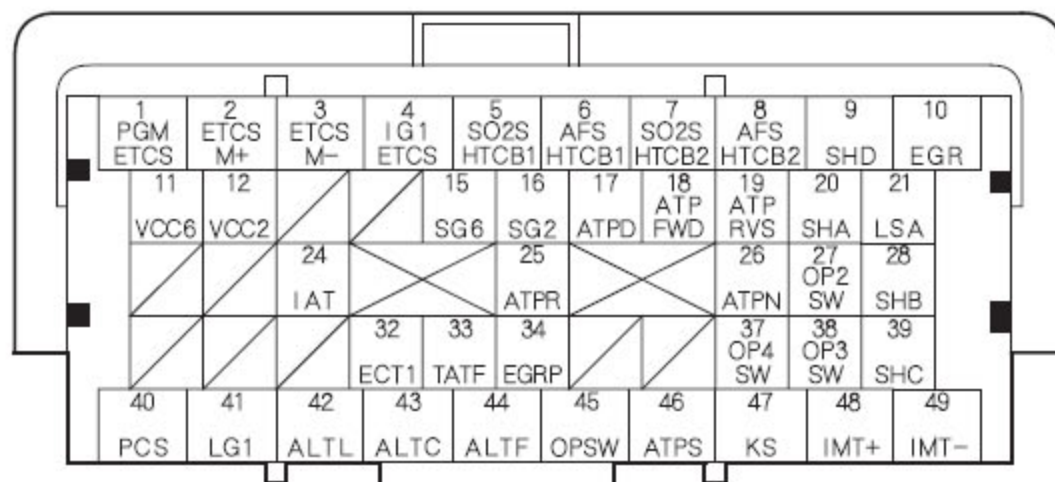 1 PGM ETCS
2 ETCS M+
3 ETCS M-
4 IG1 ETCS
5 SO2S HTCB1
6 AFS HTCB1
7 SO2S HTCB2
8 AFS HTCB2
9 SHD
10 EGR
11 VCC6
12 VCC2
15 SG6
16 SG2
17 ATPD
18 ATP FWD
19 ATP RVS
20 SHA
21 LSA
24 IAT
25 ATPR
26 ATPN
27 OP2 SW
28 SHB
32 ECT1
33 TATF
34 EGRP
37 OP4 SW
38 OP3 SW
39 SHC
40 PCS
41 LG1
42 ALTL
43 ALTC
44 ALTF
45 OPSW
46 ATPS
47 KS
48 IMT+
49 IMT-